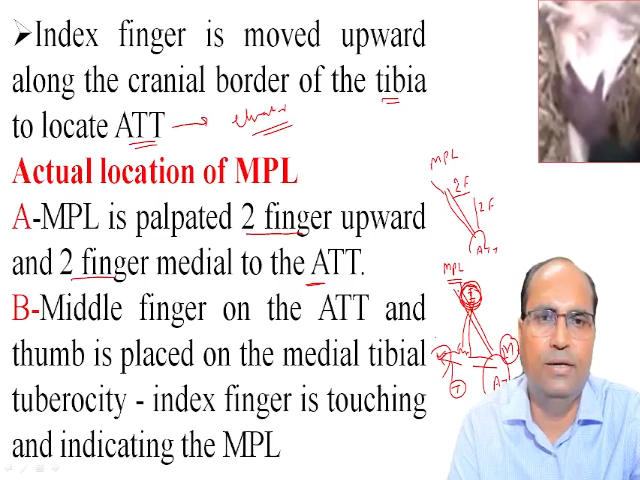 ➢Index finger is moved upward
along the cranial border of the tibia
to locate ATT →
Actual location of MPL
A-MPL is palpated 2 finger upward
and 2 finger medial to the ATT.
B-Middle finger on the ATT and
thumb is placed on the medial tibial
tuberocity - index finger is touching
and indicating the MPL
MPL
2F
2F
ATT
MPL
I
M
T
AT